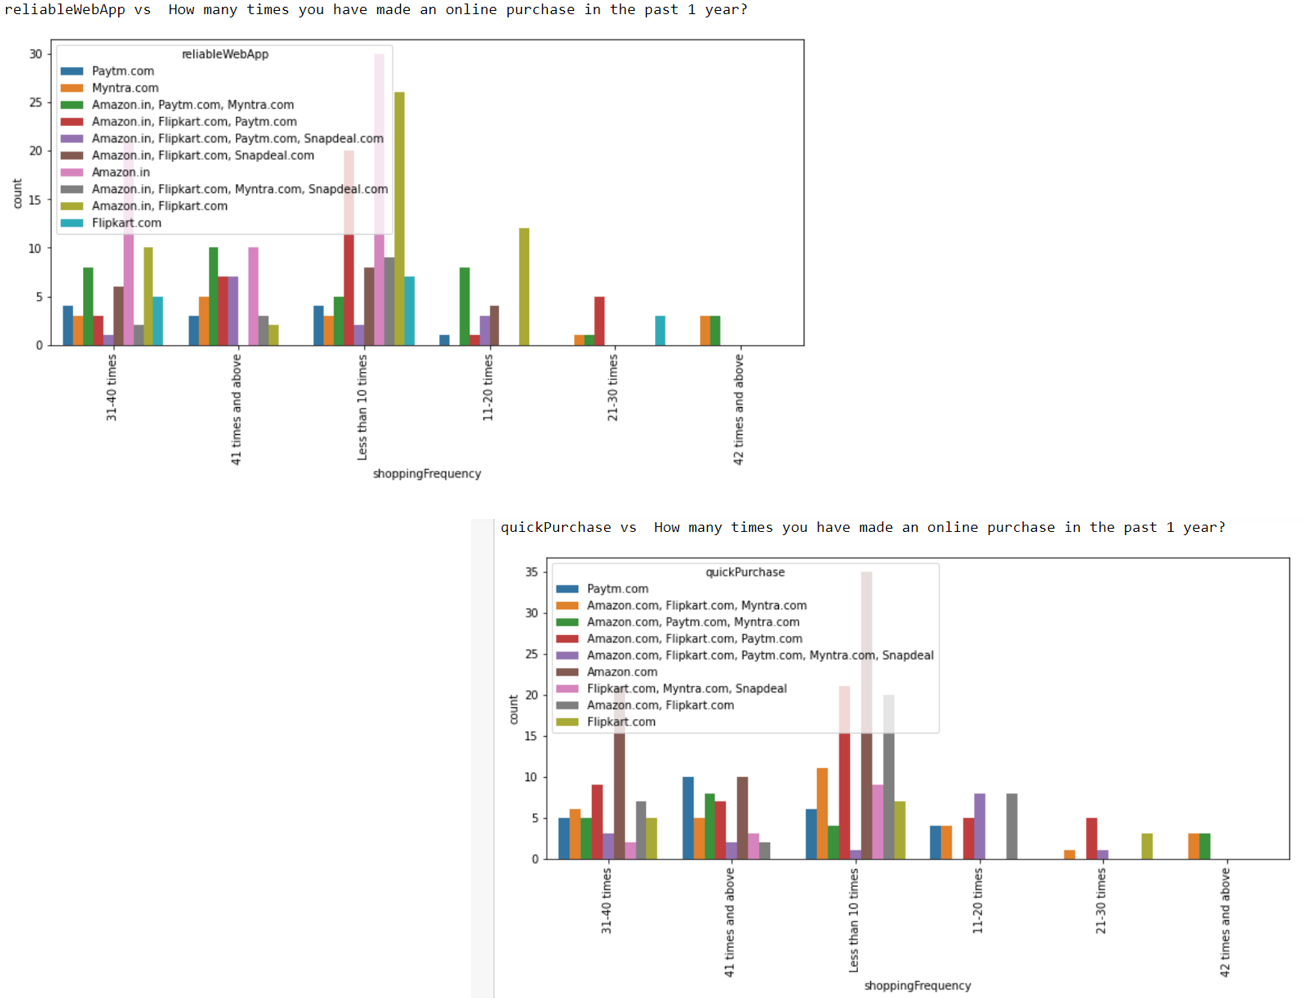 reliableWebApp vs  How many times you have made an online purchase in the past 1 year?
reliableWebApp
Paytm.com
Myntra.com
Amazon.in, Paytm.com, Myntra.com
Amazon.in, Flipkart.com, Paytm.com
Amazon.in, Flipkart.com, Paytm.com, Snapdeal.com
Amazon.in, Flipkart.com, Snapdeal.com
Amazon.in
Amazon.in, Flipkart.com, Myntra.com, Snapdeal.com
Amazon.in, Flipkart.com
Flipkart.com
30
25
20
15
10
5
0
count
31-40 times
41 times and above
Less than 10 times
11-20 times
21-30 times
42 times and above
shoppingFrequency
quickPurchase vs  How many times you have made an online purchase in the past 1 year?
quickPurchase
Paytm.com
Amazon.com, Flipkart.com, Myntra.com
Amazon.com, Paytm.com, Myntra.com
Amazon.com, Flipkart.com, Paytm.com
Amazon.com, Flipkart.com, Paytm.com, Myntra.com, Snapdeal
Amazon.com
Flipkart.com, Myntra.com, Snapdeal
Amazon.com, Flipkart.com
Flipkart.com
35
30
25
20
15
10
5
0
count
31-40 times
41 times and above
Less than 10 times
11-20 times
21-30 times
42 times and above
shoppingFrequency